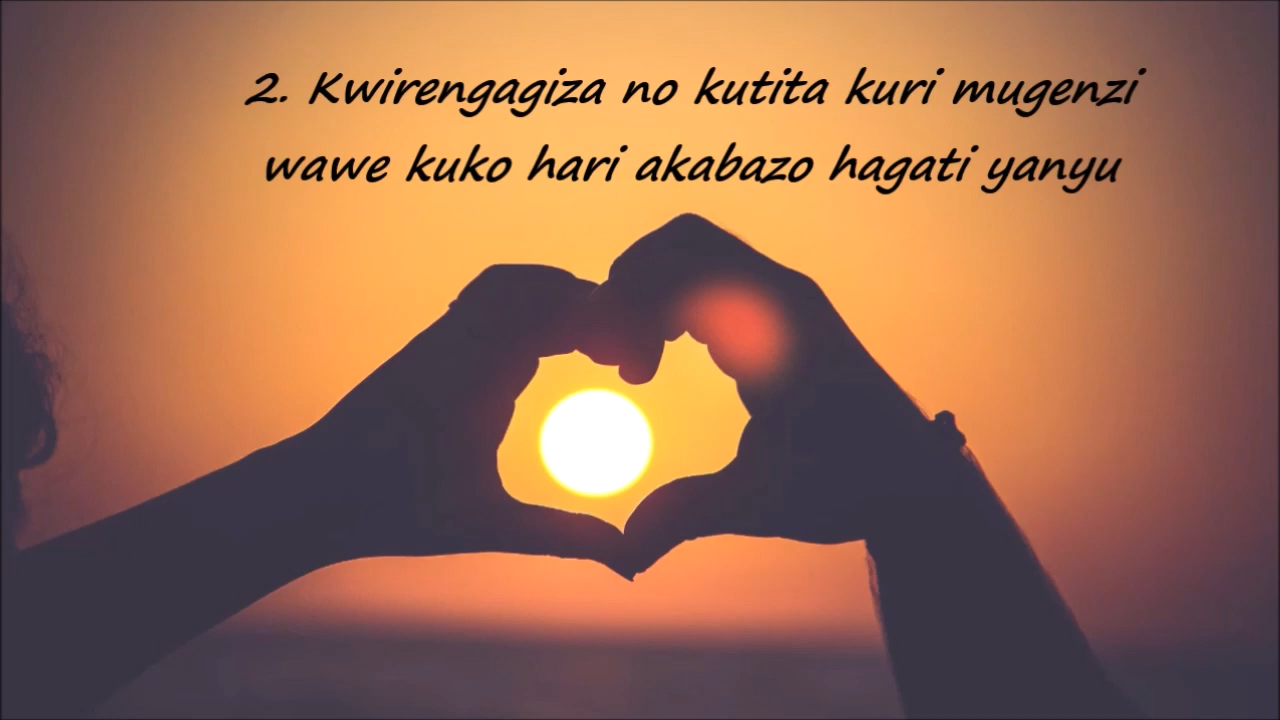 2. Kwirengagiza no kutita kuri mugenzi
wawe kuko hari akabazo hagati yanyu